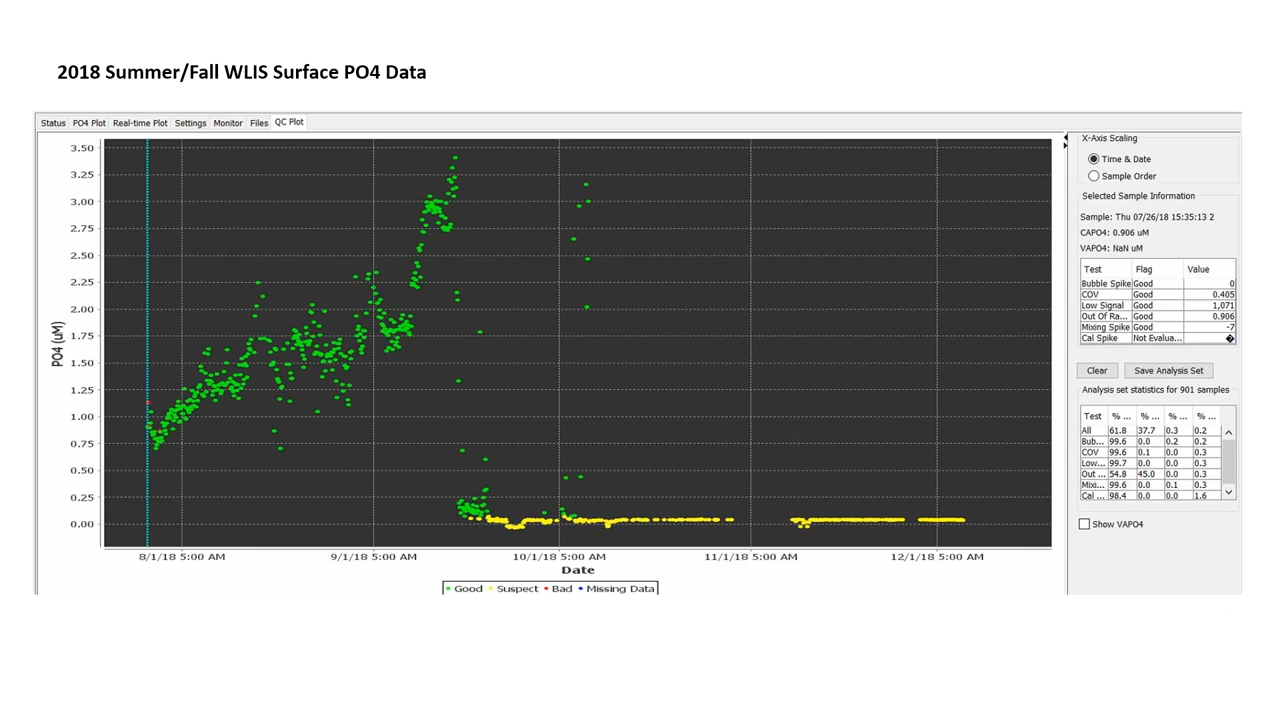 2018 Summer/Fall WLIS Surface PO4 Data
Status PO4 Plot Real-time Plot Settings Monitor Files QC Plot
3.50
3.25
3.00
2.75
2.50
2.25
2.00
1.75
1.50
1.25
1.00
0.75
0.50
0.25
0.00
PO4 (uM)
8/1/18 5:00 AM 9/1/18 5:00 AM 10/1/18 5:00 AM 11/1/18 5:00 AM 12/1/18 5:00 AM
Date
Good Suspect Bad Missing Data
X-Axis Scaling
Time & Date
Sample Order
Selected Sample Information
Sample: Thu 07/26/18 15:35:13 2
CAPO4: 0.906 uM
VAPO4: NaN uM
Test Flag Value
Bubble Spike Good 0
COV Good 0.405
Low Signal Good 1,071
Out Of Ra... Good 0.906
Mixing Spike Good -7
Cal Spike Not Evalua... �
Clear Save Analysis Set
Analysis set statistics for 901 samples
Test % ... % ... % ... % ...
All 61.8 37.7 0.3 0.2
Bub... 99.6 0.0 0.2 0.2
COV 99.6 0.1 0.0 0.3
Low... 99.7 0.0 0.0 0.3
Out ... 54.8 45.0 0.0 0.3
Mixi... 99.6 0.0 0.1 0.3
Cal ... 98.4 0.0 0.0 1.6
Show VAPO4